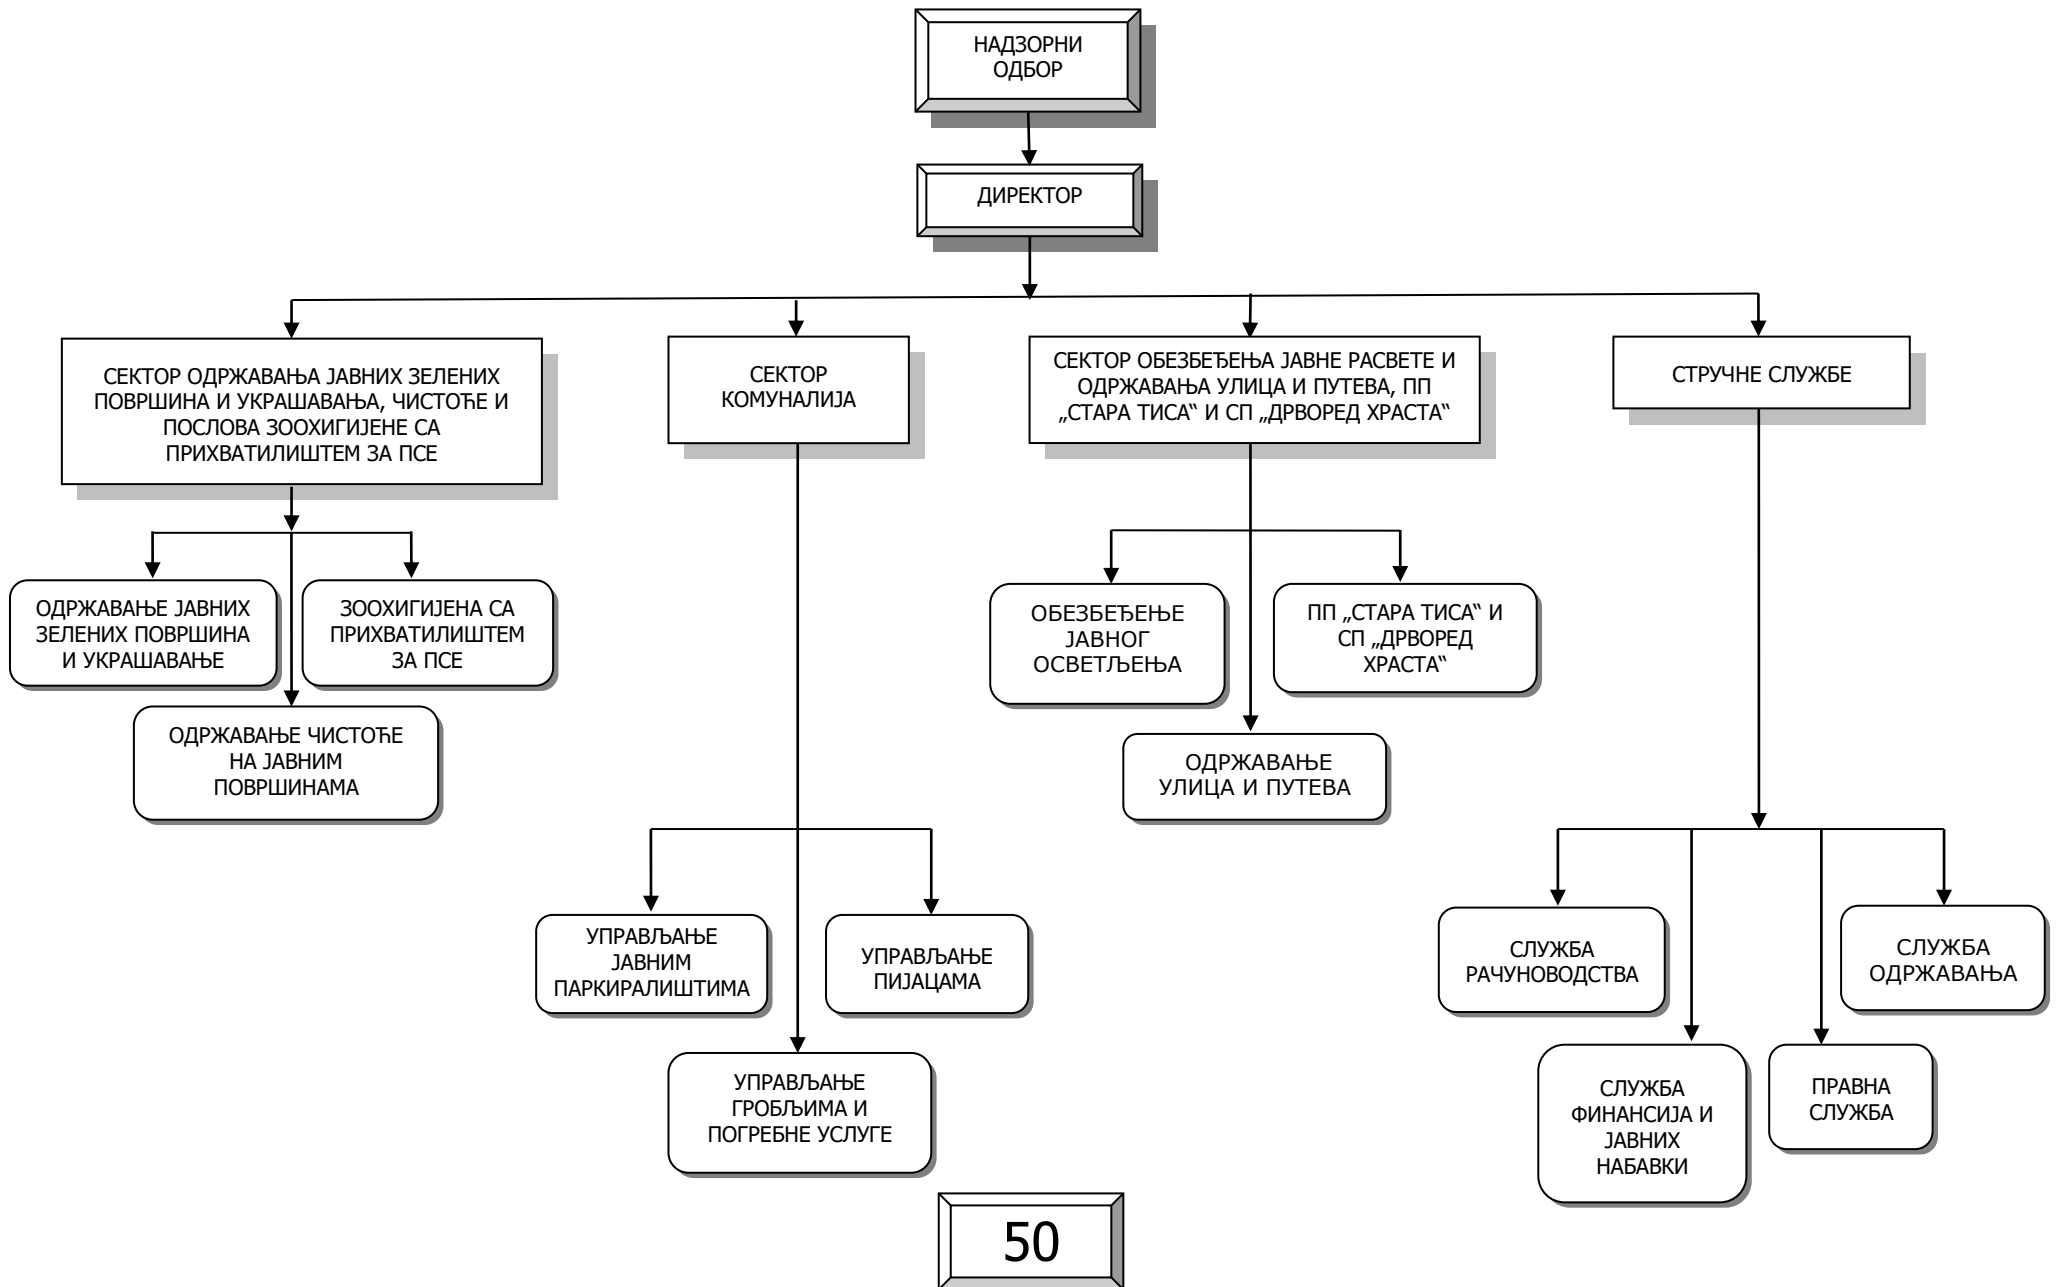 НАДЗОРНИ
ОДБОР
ДИРЕКТОР
СЕКТОР ОДРЖАВАЊА ЈАВНИХ ЗЕЛЕНИХ
ПОВРШИНА И УКРАШАВАЊА, ЧИСТОЋЕ И
ПОСЛОВА ЗООХИГИЈЕНЕ СА
ПРИХВАТИЛИШТЕМ ЗА ПСЕ
СЕКТОР
КОМУНАЛИЈА
СЕКТОР ОБЕЗБЕЂЕЊА ЈАВНЕ РАСВЕТЕ И
ОДРЖАВАЊА УЛИЦА И ПУТЕВА, ПП
„СТАРА ТИСА“ И СП „ДРВОРЕД ХРАСТА“
СТРУЧНЕ СЛУЖБЕ
ОДРЖАВАЊЕ ЈАВНИХ
ЗЕЛЕНИХ ПОВРШИНА
И УКРАШАВАЊЕ
ЗООХИГИЈЕНА СА
ПРИХВАТИЛИШТЕМ
ЗА ПСЕ
ОДРЖАВАЊЕ ЧИСТОЋЕ
НА ЈАВНИМ
ПОВРШИНАМА
ОБЕЗБЕЂЕЊЕ
ЈАВНОГ
ОСВЕТЉЕЊА
ПП „СТАРА ТИСА“ И
СП „ДРВОРЕД
ХРАСТА“
ОДРЖАВАЊЕ
УЛИЦА И ПУТЕВА
УПРАВЉАЊЕ
ЈАВНИМ
ПАРКИРАЛИШТИМА
УПРАВЉАЊЕ
ПИЈАЦАМА
УПРАВЉАЊЕ
ГРОБЉИМА И
ПОГРЕБНЕ УСЛУГЕ
СЛУЖБА
РАЧУНОВОДСТВА
СЛУЖБА
ОДРЖАВАЊА
СЛУЖБА
ФИНАНСИЈА И
ЈАВНИХ
НАБАВКИ
ПРАВНА
СЛУЖБА
50